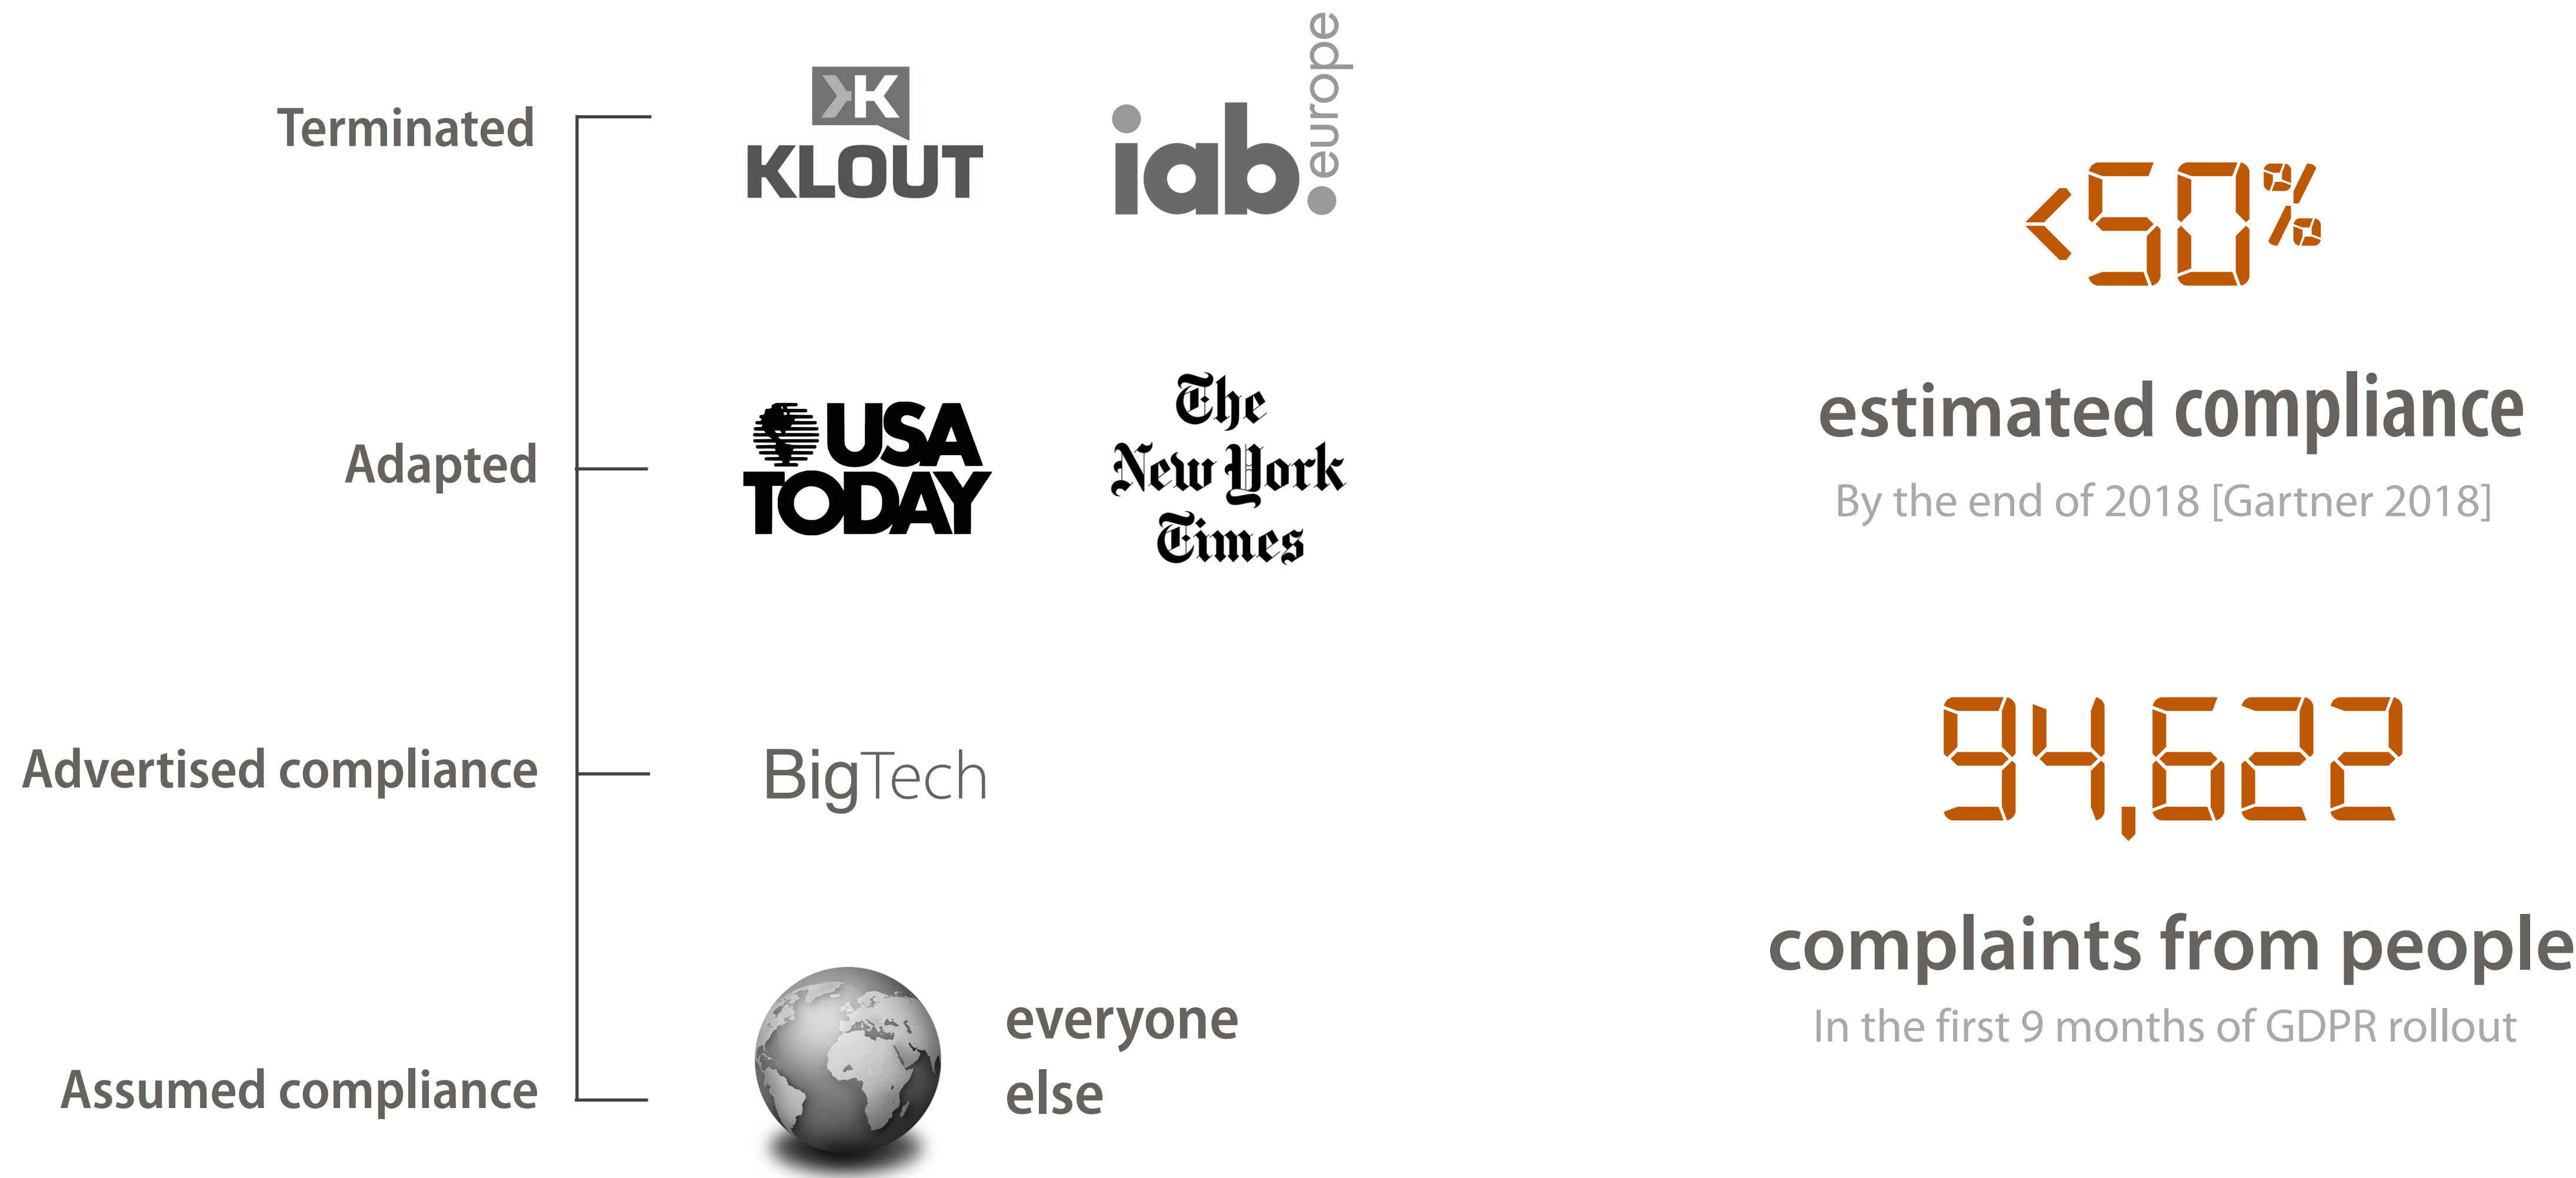 Terminated
KLOUT
iab.europe
Adapted
USA
TODAY
The
New York
Times
Advertised compliance
BigTech
Assumed compliance
everyone
else
<50%
estimated compliance
By the end of 2018 [Gartner 2018]
94,622
complaints from people
In the first 9 months of GDPR rollout